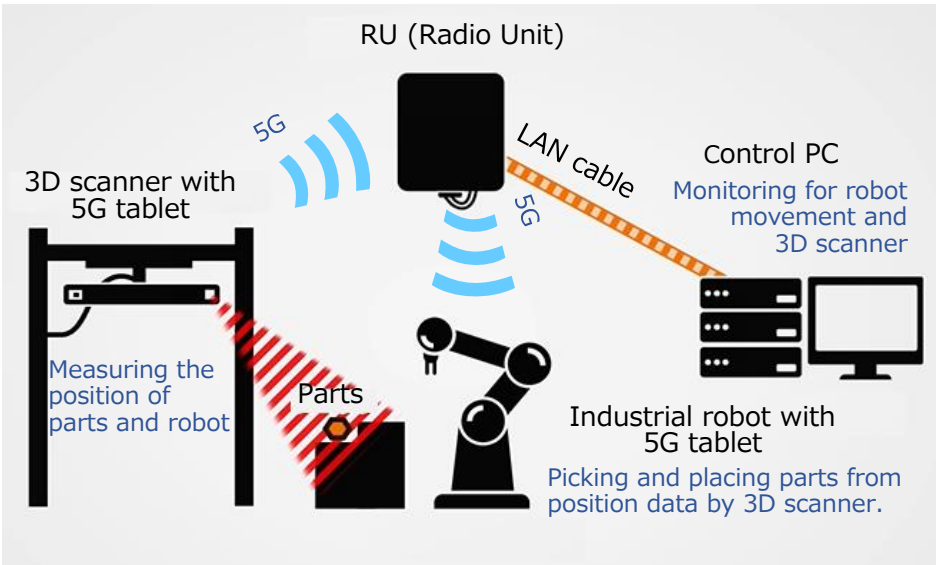 RU (Radio Unit)
5G
5G
LAN cable
3D scanner with
5G tablet
Control PC
Monitoring for robot
movement and
3D scanner
Measuring the
position of
parts and robot
Parts
Industrial robot with
5G tablet
Picking and placing parts from
position data by 3D scanner.